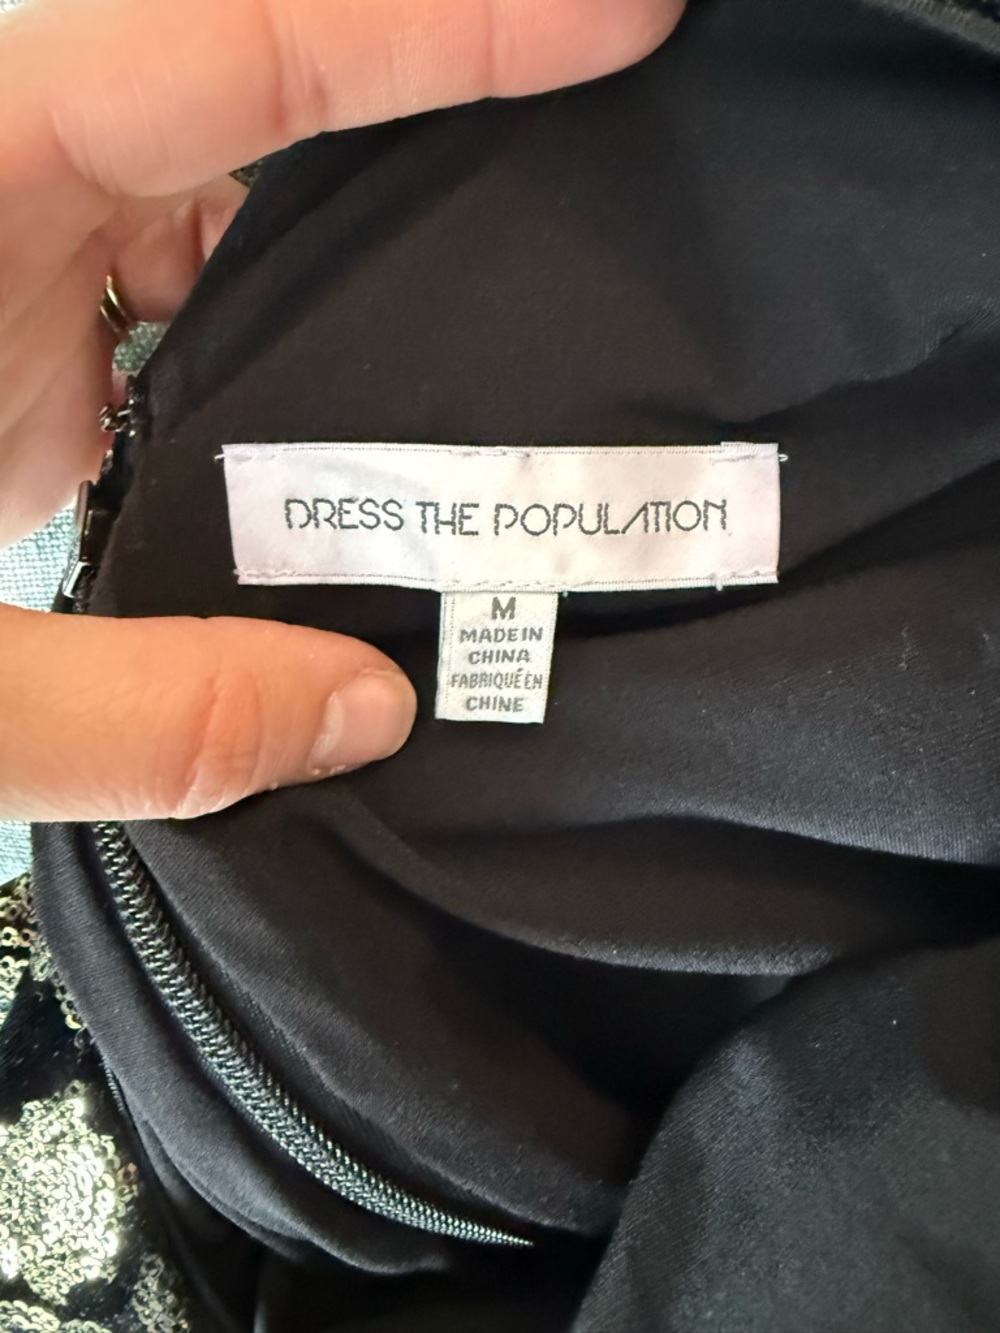 DRESS THE POPULATION
M
MADE IN
CHINA
FABRIQUÉ EN
CHINE